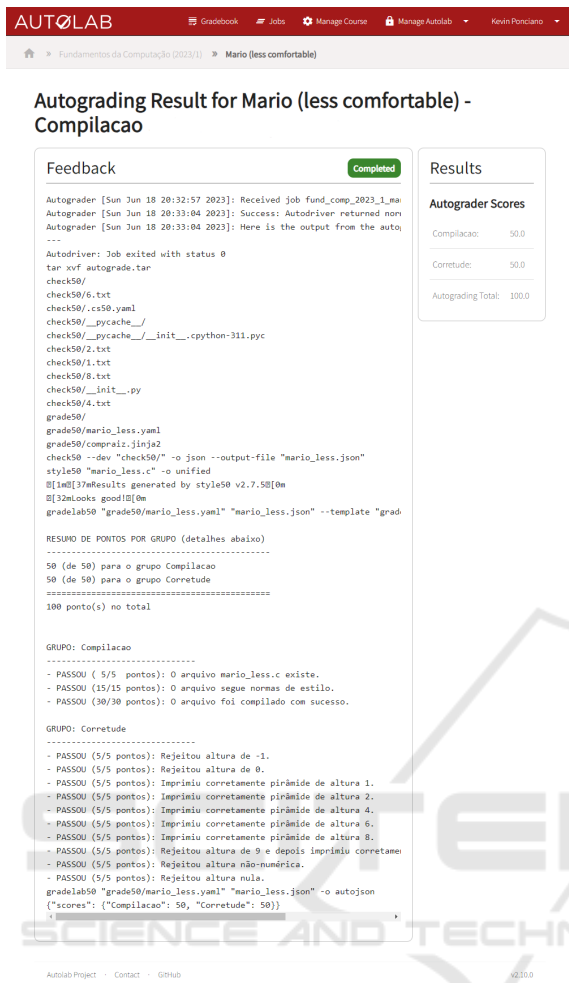 AUTOLAB
Gradebook Jobs Manage Course Manage Autolab Kevin Ponciano
» Fundamentos da Computação (2023/1) » Mario (less comfortable)
Autograding Result for Mario (less comfortable) -
Compilacao
Feedback Completed
Autograder [Sun Jun 18 20:32:57 2023]: Received job fund_comp_2023_1_mar
Autograder [Sun Jun 18 20:33:04 2023]: Success: Autodriver returned norm
Autograder [Sun Jun 18 20:33:04 2023]: Here is the output from the autog
---
Autodriver: Job exited with status 0
tar xvf autograde.tar
check50/
check50/6.txt
check50/.cs50.yaml
check50/__pycache__/
check50/__pycache__/__init__.cpython-311.pyc
check50/2.txt
check50/1.txt
check50/8.txt
check50/__init__.py
check50/4.txt
grade50/
grade50/mario_less.yaml
grade50/compraiz.jinja2
check50 --dev "check50/" -o json --output-file "mario_less.json"
style50 "mario_less.c" -o unified
[1m[37mResults generated by style50 v2.7.5[0m
[32mLooks good![0m
gradelab50 "grade50/mario_less.yaml" "mario_less.json" --template "grade
RESUMO DE PONTOS POR GRUPO (detalhes abaixo)
--------------------------------------------
50 (de 50) para o grupo Compilacao
50 (de 50) para o grupo Corretude
============================================
100 ponto(s) no total
GRUPO: Compilacao
-----------------------------
- PASSOU ( 5/5 pontos): O arquivo mario_less.c existe.
- PASSOU (15/15 pontos): O arquivo segue normas de estilo.
- PASSOU (30/30 pontos): O arquivo foi compilado com sucesso.
GRUPO: Corretude
-----------------------------
- PASSOU (5/5 pontos): Rejeitou altura de -1.
- PASSOU (5/5 pontos): Rejeitou altura de 0.
- PASSOU (5/5 pontos): Imprimiu corretamente pirâmide de altura 1.
- PASSOU (5/5 pontos): Imprimiu corretamente pirâmide de altura 2.
- PASSOU (5/5 pontos): Imprimiu corretamente pirâmide de altura 4.
- PASSOU (5/5 pontos): Imprimiu corretamente pirâmide de altura 6.
- PASSOU (5/5 pontos): Imprimiu corretamente pirâmide de altura 8.
- PASSOU (5/5 pontos): Rejeitou altura de 9 e depois imprimiu corretamen
- PASSOU (5/5 pontos): Rejeitou altura não-numérica.
- PASSOU (5/5 pontos): Rejeitou altura nula.
gradelab50 "grade50/mario_less.yaml" "mario_less.json" -o autojson
{"scores": {"Compilacao": 50, "Corretude": 50}}
Results
Autograder Scores
Compilacao: 50.0
Corretude: 50.0
Autograding Total: 100.0
SCIENCE AND TECHN
Autolab Project · Contact · GitHub v2.10.0